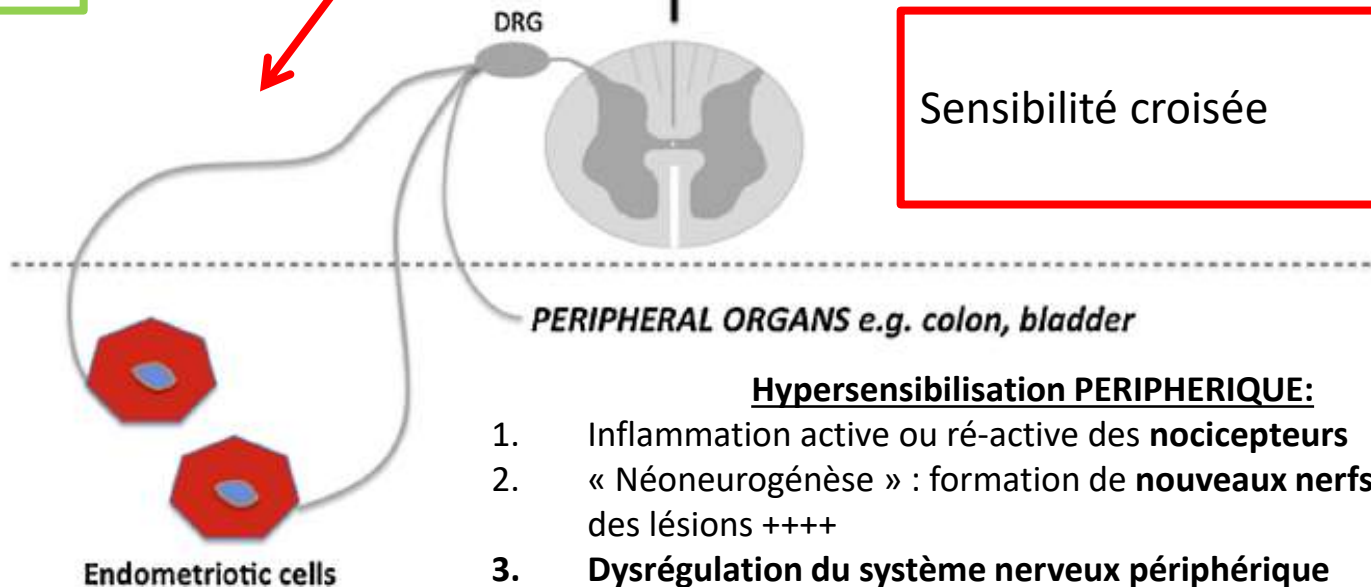 DRG
Sensibilité croisée
PERIPHERAL ORGANS e.g. colon, bladder
Hypersensibilisation PERIPHERIQUE:
1. Inflammation active ou ré-active des nocicepteurs
2. « Néoneurogénèse » : formation de nouveaux nerfs
des lésions ++++
3. Dysrégulation du système nerveux périphérique
Endometriotic cells